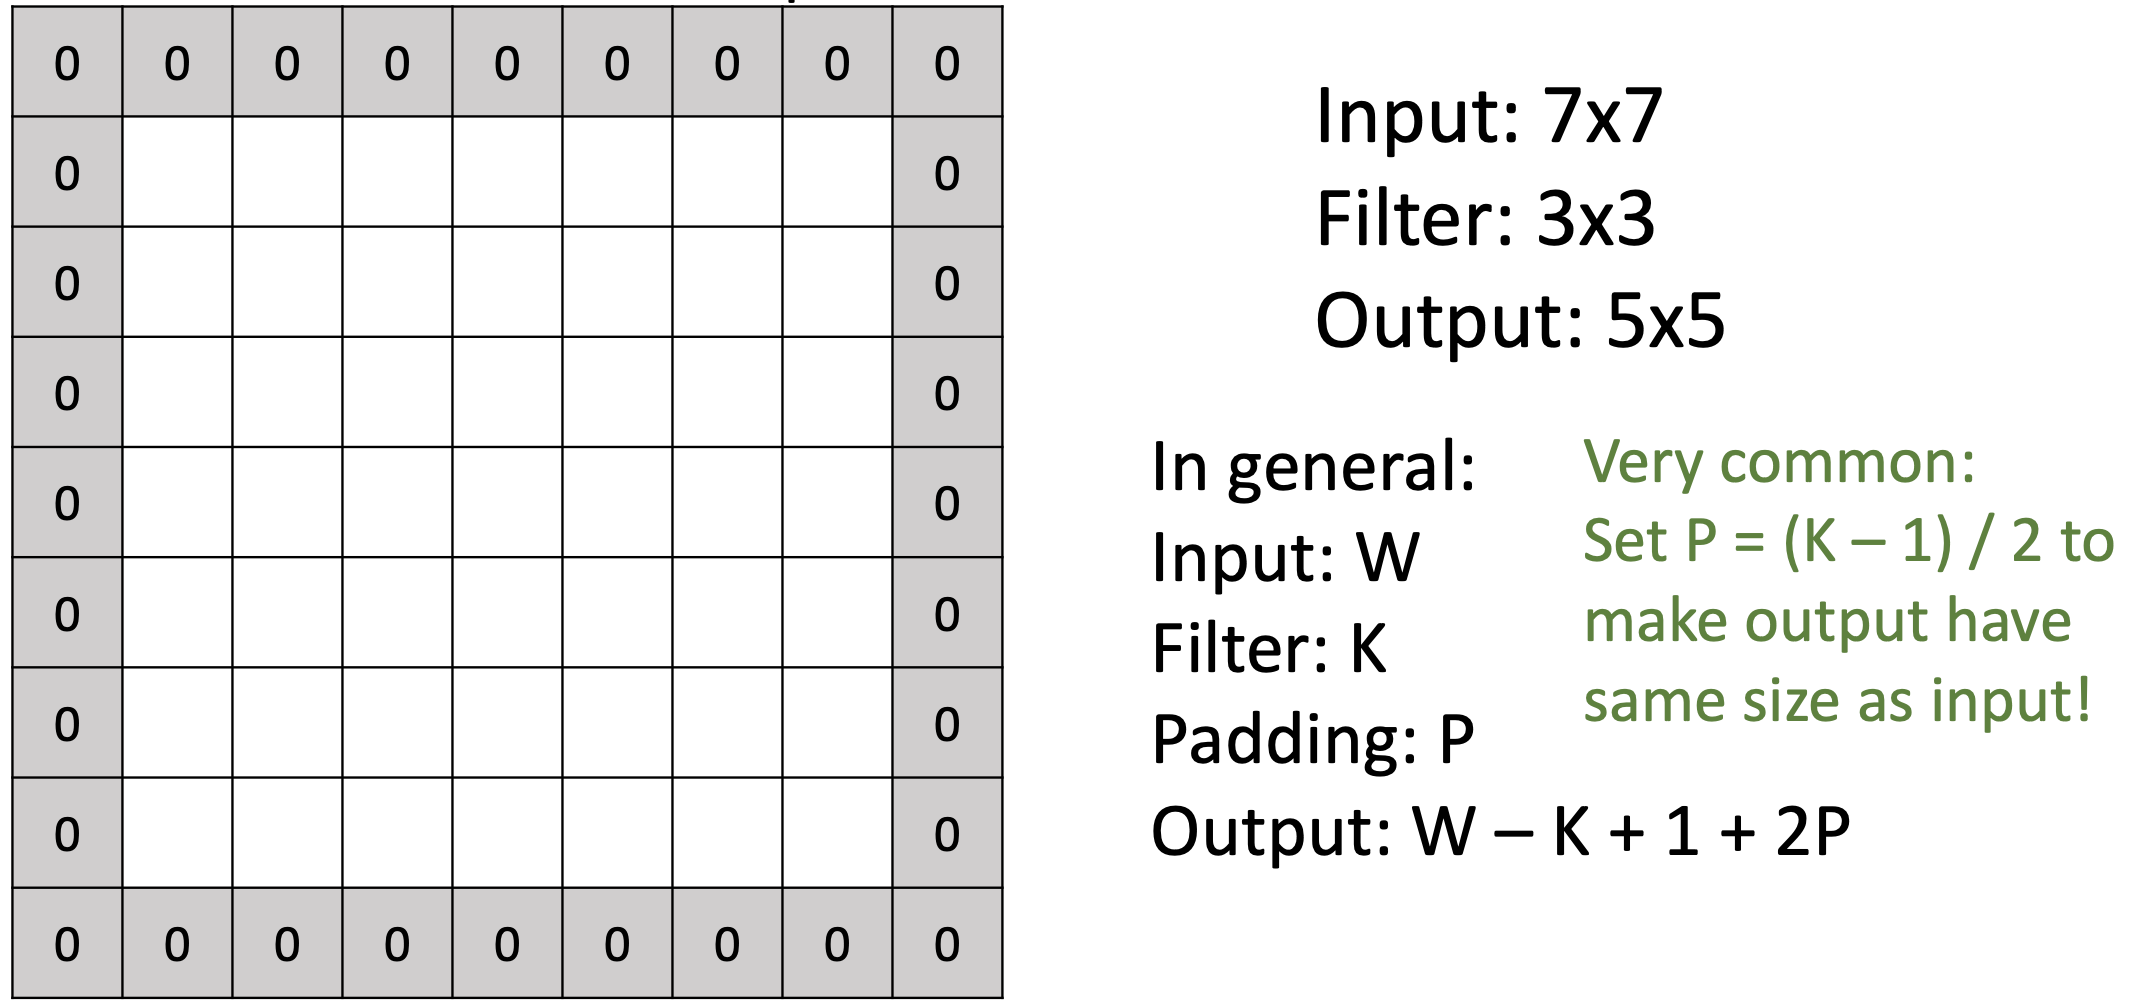 0 0 0 0 0 0 0 0 0
0 0
0 0
0 0
0 0
0 0
0 0
0 0
0 0 0 0 0 0 0 0 0
Input: 7x7
Filter: 3x3
Output: 5x5
In general:
Input: W
Filter: K
Padding: P
Output: W – K + 1 + 2P
Very common:
Set P = (K – 1) / 2 to
make output have
same size as input!